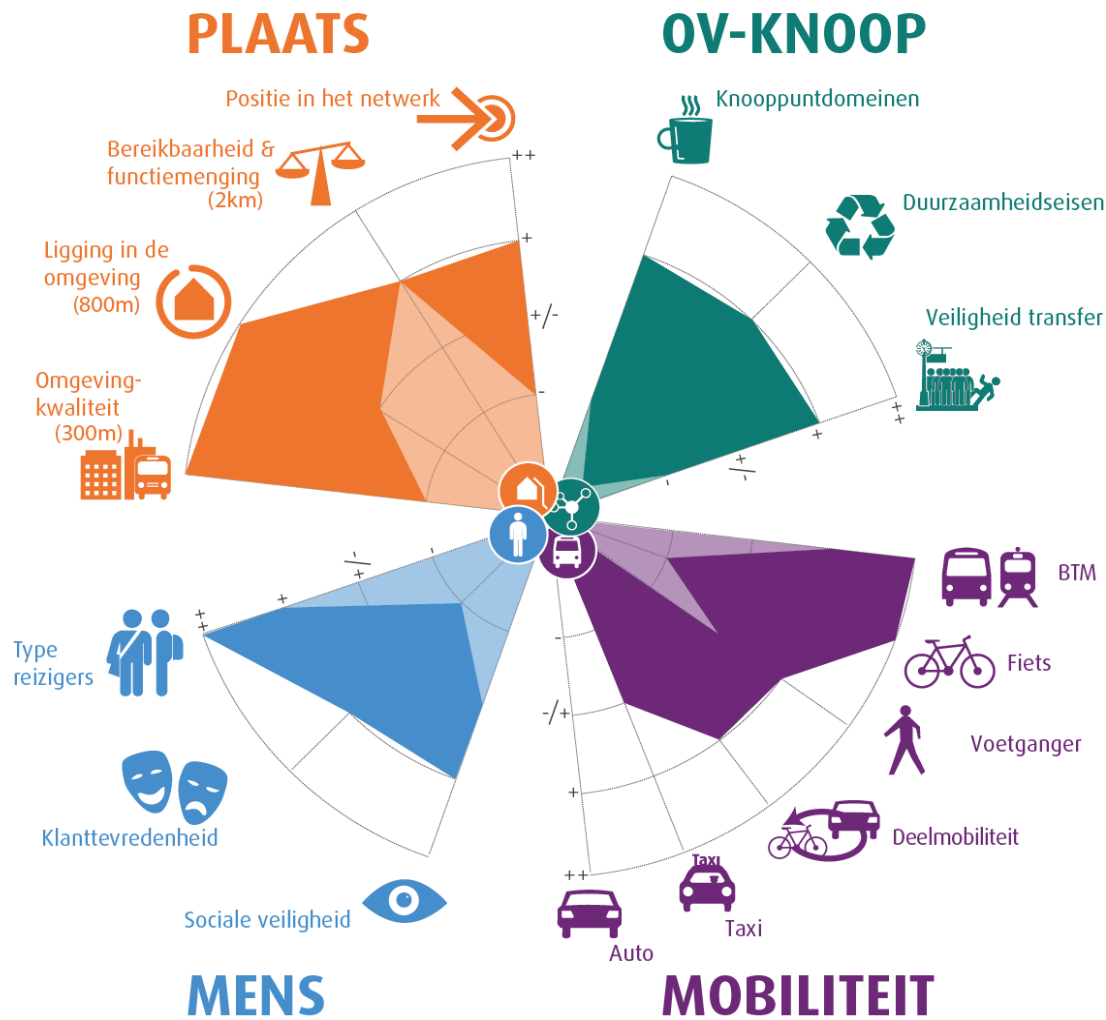 PLAATS
OV-KNOOP
Positie in het netwerk
Knooppuntdomeinen
Bereikbaarheid &
functiemenging
(2km)
++
Duurzaamheidseisen
Ligging in de
omgeving
(800m)
+
+/-
Veiligheid transfer
Omgeving-
kwaliteit
(300m)
-
++
+
+/-
-
-
+/-
+
++
BTM
Type
reizigers
Fiets
-
-/+
+
++
Voetganger
Klanttevredenheid
Deelmobiliteit
Sociale veiligheid
Taxi
Taxi
Auto
MENS
MOBILITEIT